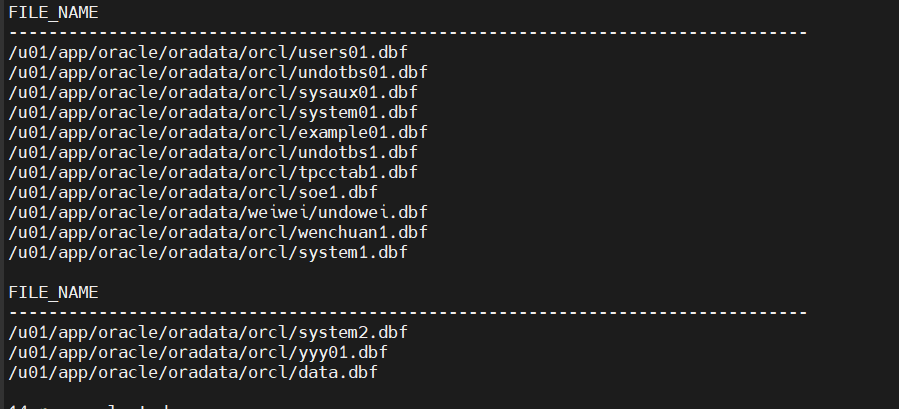 FILE_NAME
--------------------------------------------------------------------------------
/u01/app/oracle/oradata/orcl/users01.dbf
/u01/app/oracle/oradata/orcl/undotbs01.dbf
/u01/app/oracle/oradata/orcl/sysaux01.dbf
/u01/app/oracle/oradata/orcl/system01.dbf
/u01/app/oracle/oradata/orcl/example01.dbf
/u01/app/oracle/oradata/orcl/undotbs1.dbf
/u01/app/oracle/oradata/orcl/tpcctab1.dbf
/u01/app/oracle/oradata/orcl/soe1.dbf
/u01/app/oracle/oradata/weiwei/undowei.dbf
/u01/app/oracle/oradata/orcl/wenchuan1.dbf
/u01/app/oracle/oradata/orcl/system1.dbf
FILE_NAME
--------------------------------------------------------------------------------
/u01/app/oracle/oradata/orcl/system2.dbf
/u01/app/oracle/oradata/orcl/yyy01.dbf
/u01/app/oracle/oradata/orcl/data.dbf